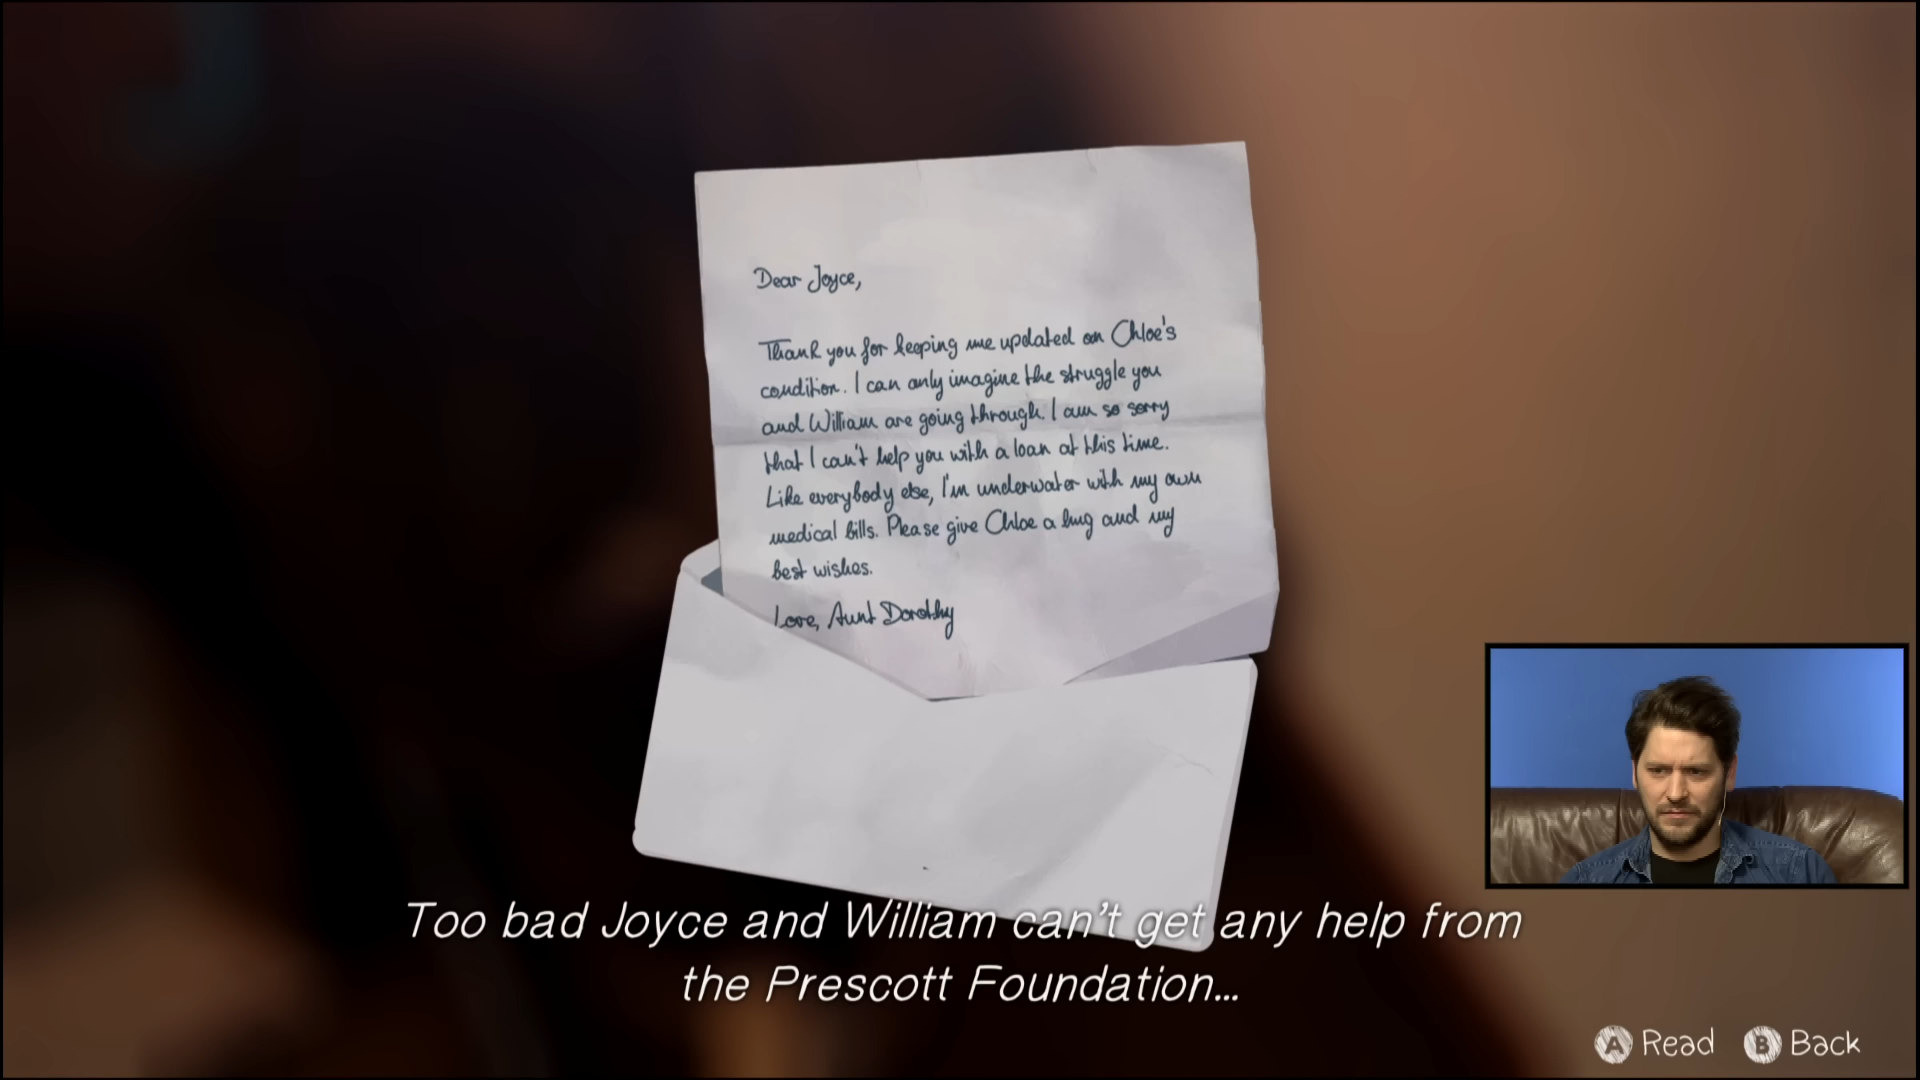 Dear Joyce,
Thank you for keeping me updated on Chloe's
condition. I can only imagine the struggle you
and William are going through. I am so sorry
that I can't help you with a loan at this time.
Like everybody else, I'm underwater with my own
medical bills. Please give Chloe a hug and my
best wishes.
Love, Aunt Dorothy
Too bad Joyce and William can't get any help from
the Prescott Foundation...
A Read B Back